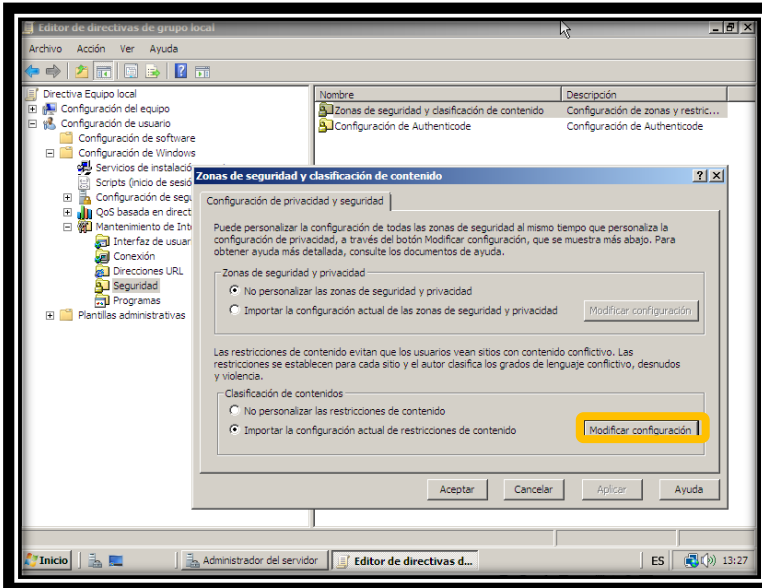 Editor de directivas de grupo local
Archivo Acción Ver Ayuda
Directiva Equipo local
Configuración del equipo
Configuración de usuario
Configuración de software
Configuración de Windows
Servicios de instalació
Scripts (inicio de sesió
Configuración de segu
QoS basada en direct
Mantenimiento de Int
Interfaz de usuar
Conexión
Direcciones URL
Seguridad
Programas
Plantillas administrativas
Nombre Descripción
Zonas de seguridad y clasificación de contenido Configuración de zonas y restric...
Configuración de Authenticode Configuración de Authenticode
Zonas de seguridad y clasificación de contenido
Configuración de privacidad y seguridad
Puede personalizar la configuración de todas las zonas de seguridad al mismo tiempo que personaliza la
configuración de privacidad, a través del botón Modificar configuración, que se muestra más abajo. Para
obtener ayuda más detallada, consulte los documentos de ayuda.
Zonas de seguridad y privacidad
No personalizar las zonas de seguridad y privacidad
Importar la configuración actual de las zonas de seguridad y privacidad Modificar configuración
Las restricciones de contenido evitan que los usuarios vean sitios con contenido conflictivo. Las
restricciones se establecen para cada sitio y el autor clasifica los grados de lenguaje conflictivo, desnudos
y violencia.
Clasificación de contenidos
No personalizar las restricciones de contenido
Importar la configuración actual de restricciones de contenido Modificar configuración
Aceptar Cancelar Aplicar Ayuda
Inicio Administrador del servidor Editor de directivas d... ES 13:27